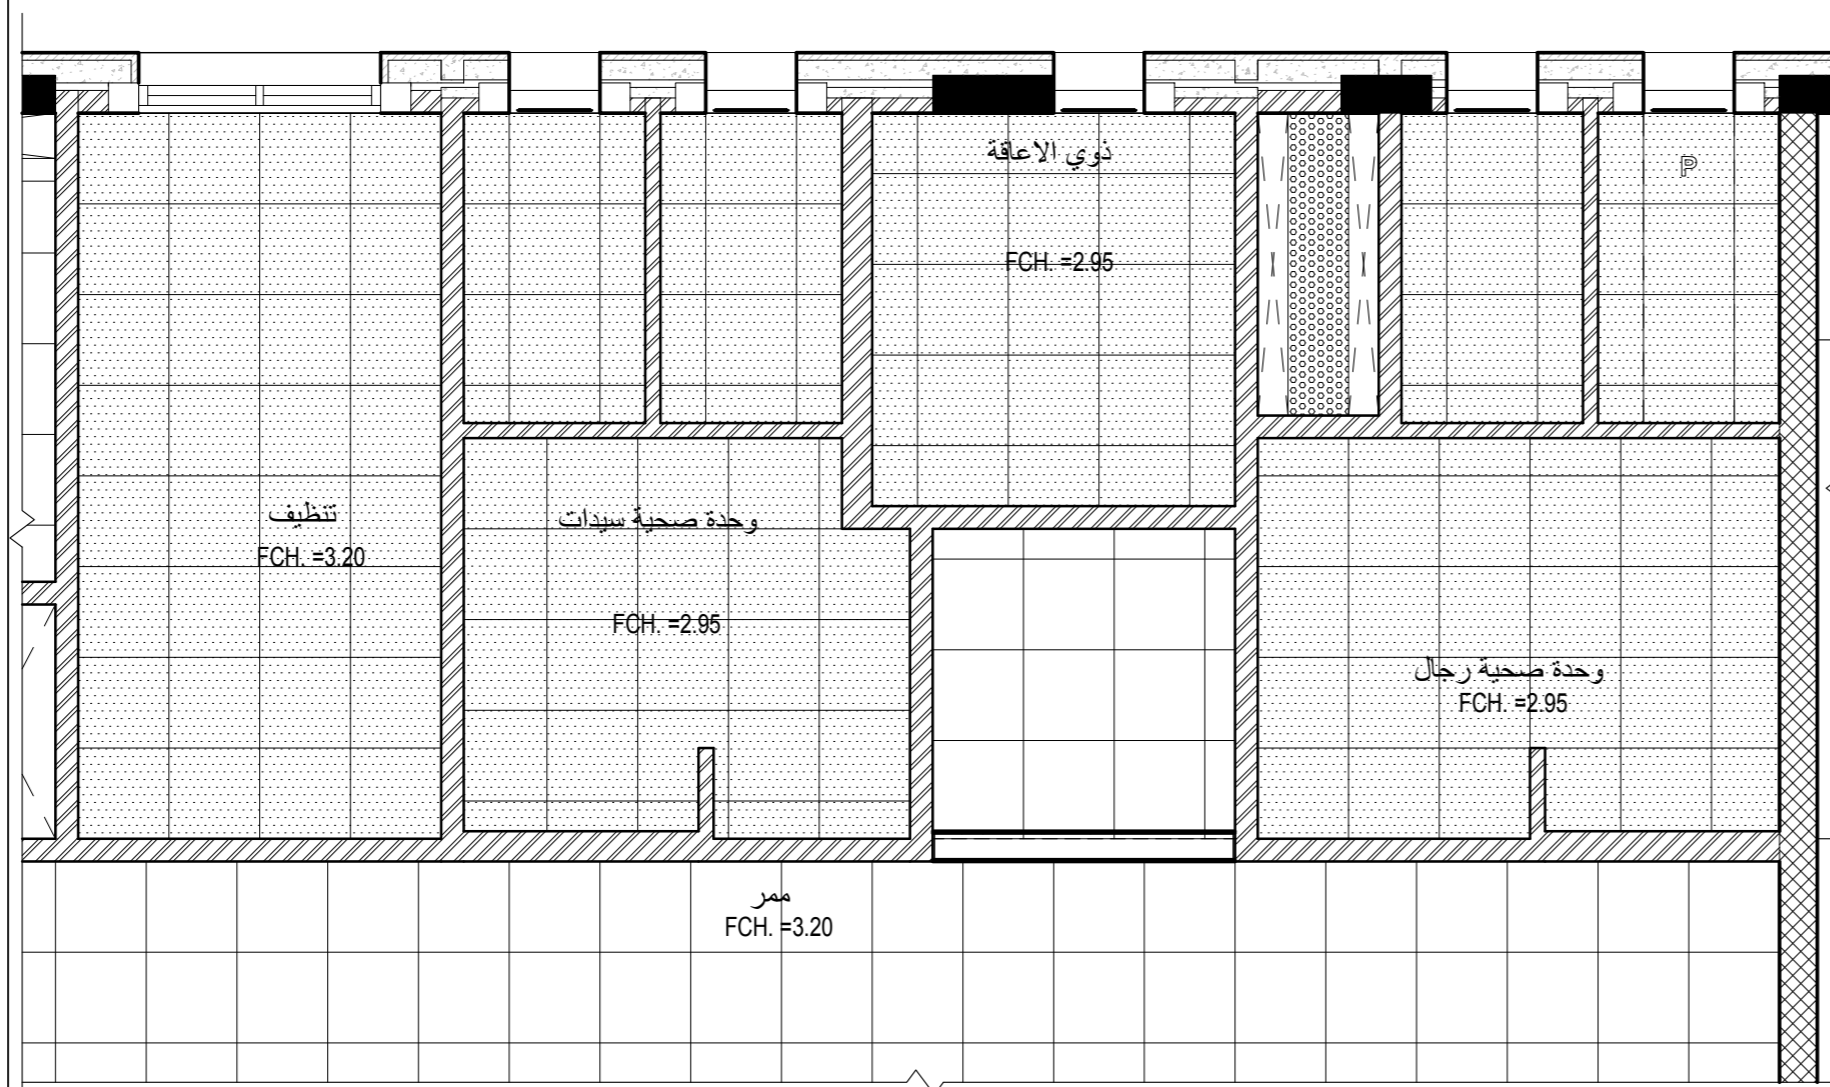 ذوي الاعاقة
FCH. =2.95
P
تنظيف
FCH. =3.20
وحدة صحية سيدات
FCH. =2.95
وحدة صحية رجال
FCH. =2.95
ممر
FCH. =3.20